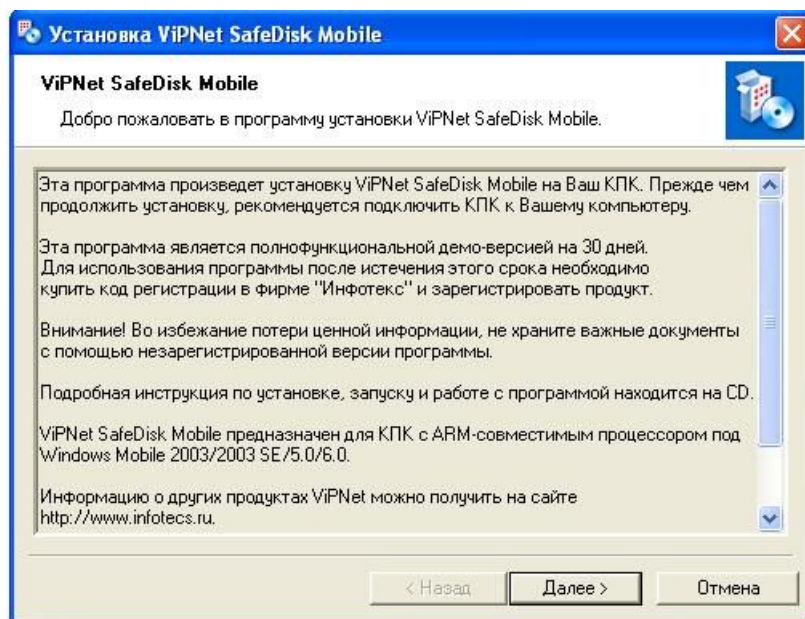 Установка ViPNet SafeDisk Mobile
ViPNet SafeDisk Mobile
Добро пожаловать в программу установки ViPNet SafeDisk Mobile.
Эта программа произведет установку ViPNet SafeDisk Mobile на Ваш КПК. Прежде чем
продолжить установку, рекомендуется подключить КПК к Вашему компьютеру.
Эта программа является полнофункциональной демо-версией на 30 дней.
Для использования программы после истечения этого срока необходимо
купить код регистрации в фирме "Инфотекс" и зарегистрировать продукт.
Внимание! Во избежание потери ценной информации, не храните важные документы
с помощью незарегистрированной версии программы.
Подробная инструкция по установке, запуску и работе с программой находится на CD.
ViPNet SafeDisk Mobile предназначен для КПК с ARM-совместимым процессором под
Windows Mobile 2003/2003 SE/5.0/6.0.
Информацию о других продуктах ViPNet можно получить на сайте
http://www.infotecs.ru.
< Назад Далее > Отмена